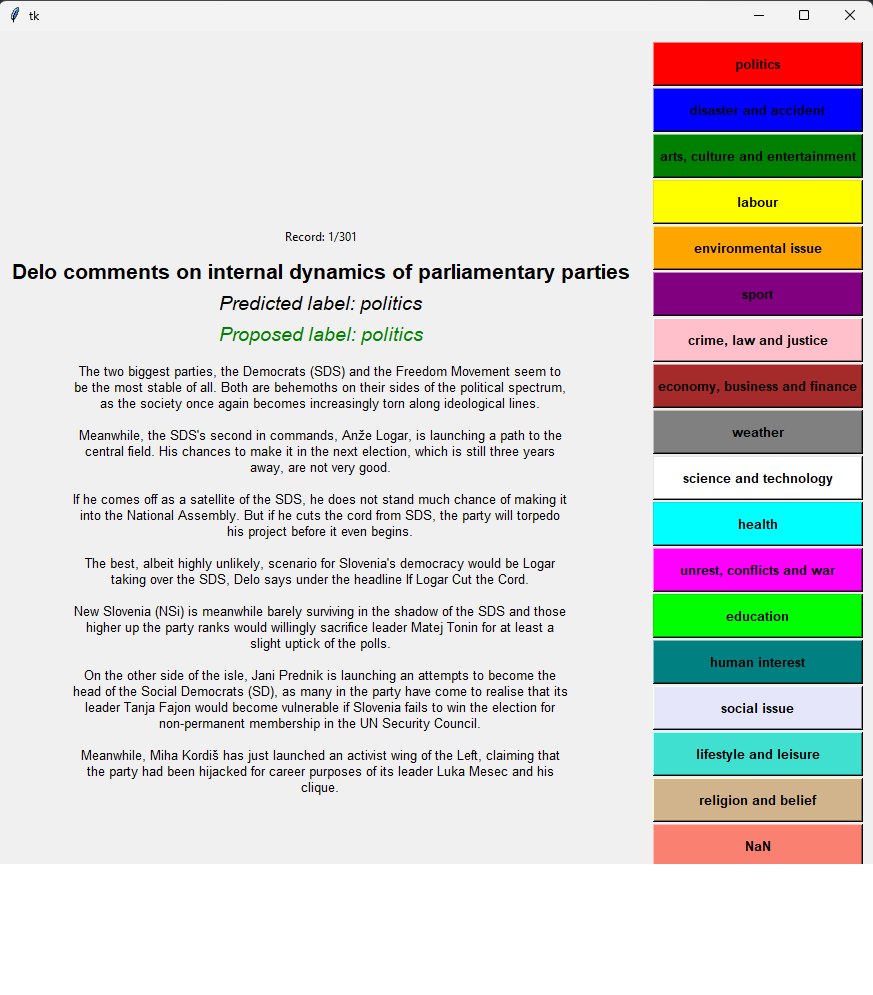 tk
Record: 1/301
Delo comments on internal dynamics of parliamentary parties
Predicted label: politics
Proposed label: politics
The two biggest parties, the Democrats (SDS) and the Freedom Movement seem to
be the most stable of all. Both are behemoths on their sides of the political spectrum,
as the society once again becomes increasingly torn along ideological lines.
Meanwhile, the SDS's second in commands, Anže Logar, is launching a path to the
central field. His chances to make it in the next election, which is still three years
away, are not very good.
If he comes off as a satellite of the SDS, he does not stand much chance of making it
into the National Assembly. But if he cuts the cord from SDS, the party will torpedo
his project before it even begins.
The best, albeit highly unlikely, scenario for Slovenia's democracy would be Logar
taking over the SDS, Delo says under the headline If Logar Cut the Cord.
New Slovenia (NSi) is meanwhile barely surviving in the shadow of the SDS and those
higher up the party ranks would willingly sacrifice leader Matej Tonin for at least a
slight uptick of the polls.
On the other side of the isle, Jani Prednik is launching an attempts to become the
head of the Social Democrats (SD), as many in the party have come to realise that its
leader Tanja Fajon would become vulnerable if Slovenia fails to win the election for
non-permanent membership in the UN Security Council.
Meanwhile, Miha Kordiš has just launched an activist wing of the Left, claiming that
the party had been hijacked for career purposes of its leader Luka Mesec and his
clique.
politics
disaster and accident
arts, culture and entertainment
labour
environmental issue
sport
crime, law and justice
economy, business and finance
weather
science and technology
health
unrest, conflicts and war
education
human interest
social issue
lifestyle and leisure
religion and belief
NaN